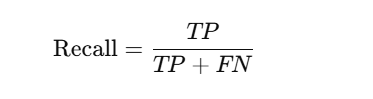 Recall = TP / TP + FN